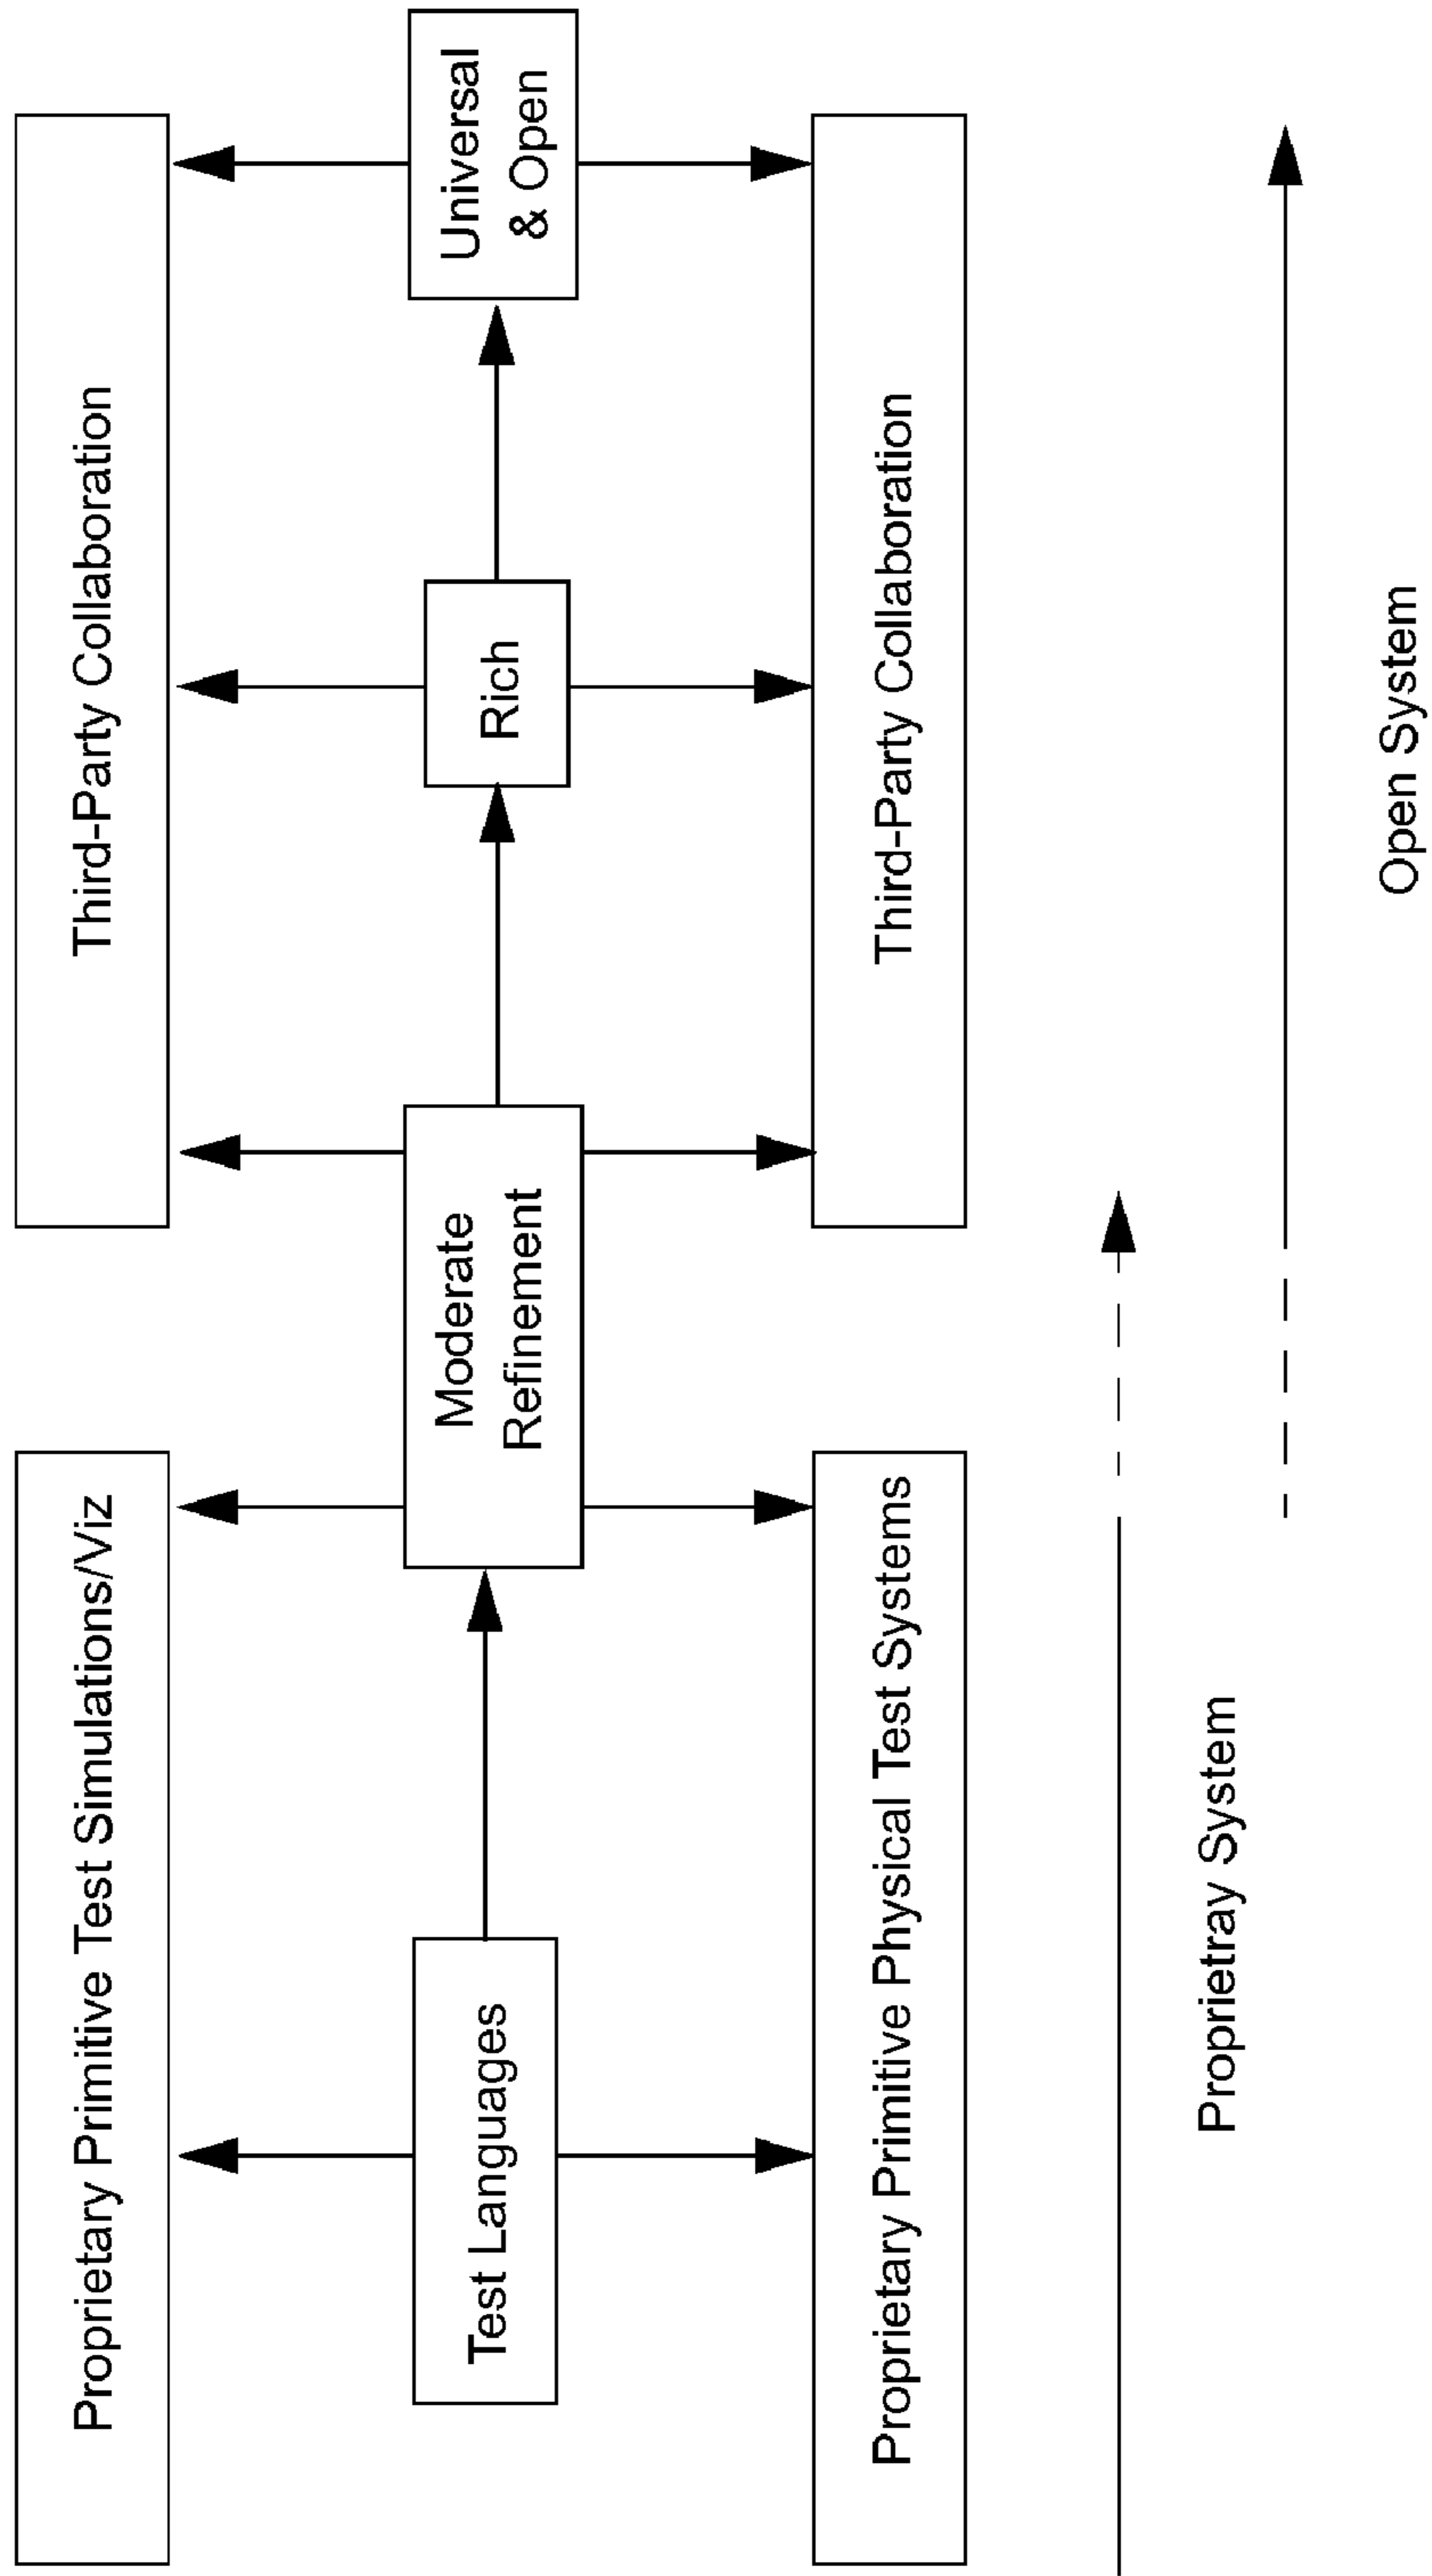 Proprietary Primitive Test Simulations/Viz
Third-Party Collaboration
Test Languages
Moderate
Refinement
Rich
Universal
& Open
Proprietary Primitive Physical Test Systems
Third-Party Collaboration
Proprietray System
Open System